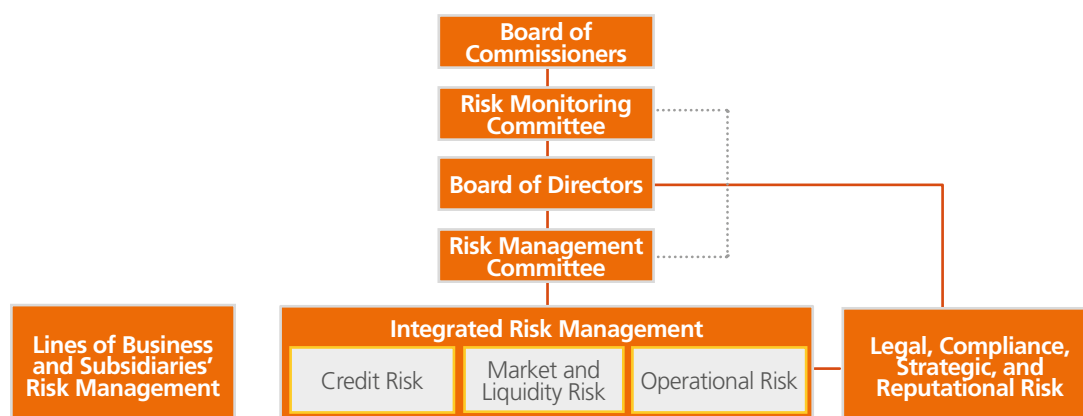 Board of
Commissioners
Risk Monitoring
Committee
Board of Directors
Risk Management
Committee
Lines of Business
and Subsidiaries’
Risk Management
Integrated Risk Management
Credit Risk
Market and
Liquidity Risk
Operational Risk
Legal, Compliance,
Strategic, and
Reputational Risk